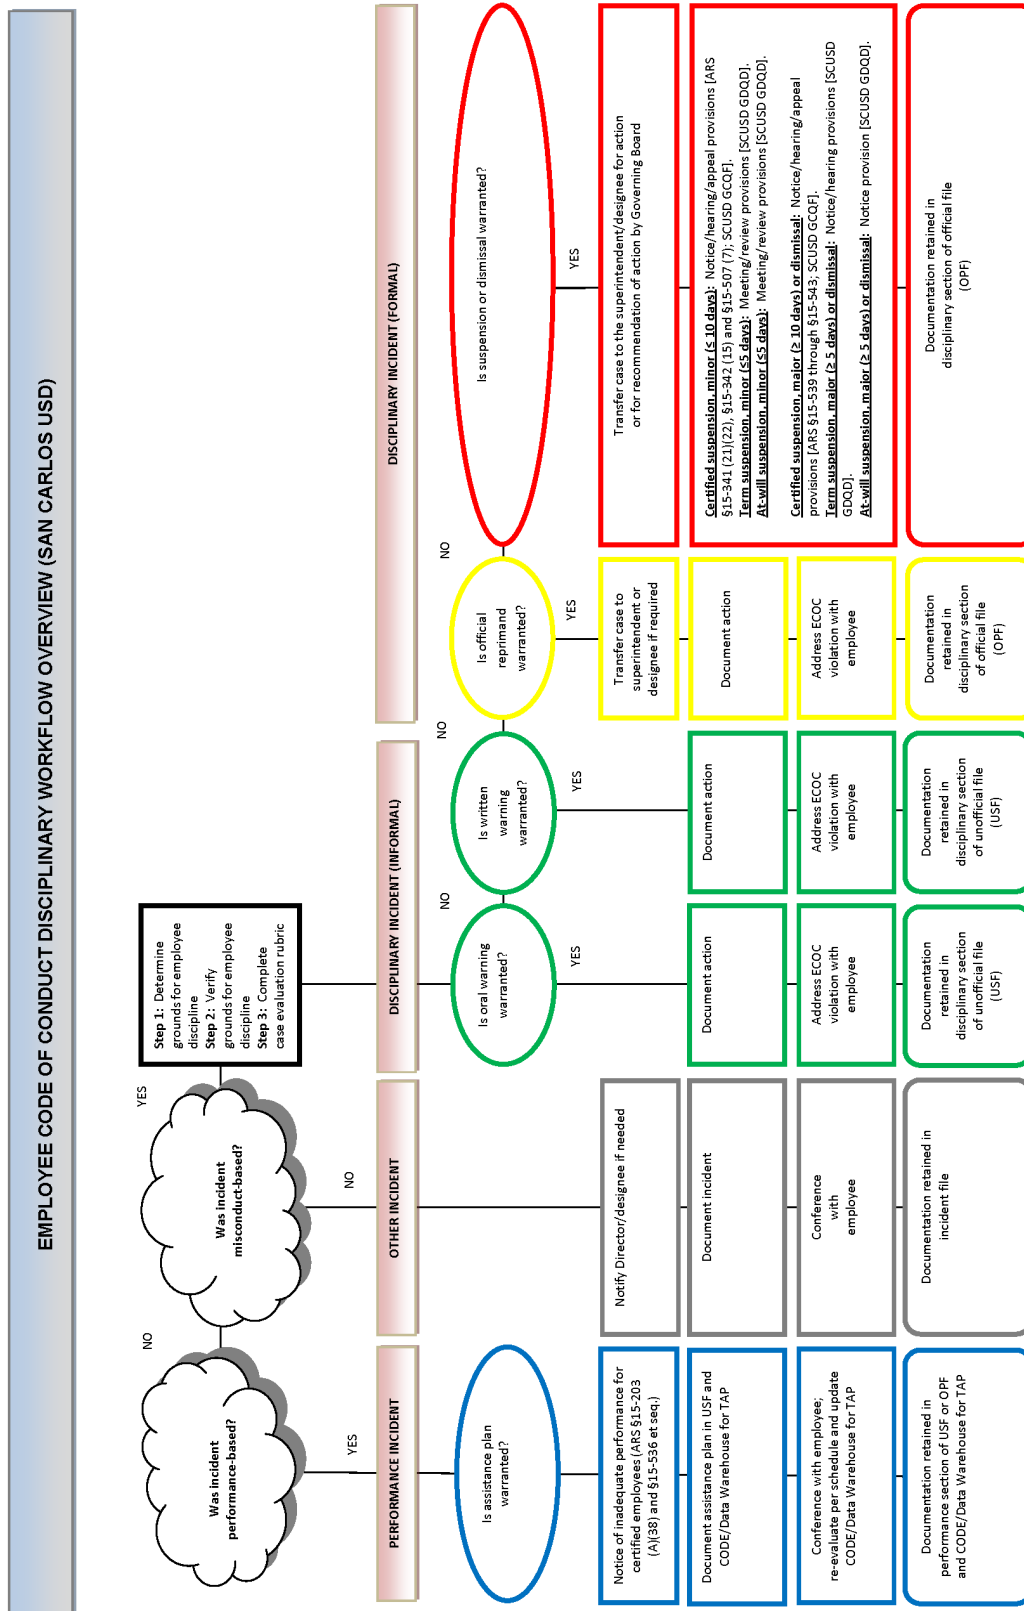 EMPLOYEE CODE OF CONDUCT DISCIPLINARY WORKFLOW OVERVIEW (SAN CARLOS USD)
Was incident
performance-based?
NO
YES
Was incident
misconduct-based?
YES
NO
Step 1:  Determine
grounds for employee
discipline
Step 2:  Verify
grounds for employee
discipline
Step 3:  Complete
case evaluation rubric
PERFORMANCE INCIDENT
OTHER INCIDENT
DISCIPLINARY INCIDENT (INFORMAL)
DISCIPLINARY INCIDENT (FORMAL)
Is assistance plan
warranted?
Is oral warning
warranted?
NO
YES
Is written
warning
warranted?
NO
YES
Is official
reprimand
warranted?
NO
YES
Is suspension or dismissal warranted?
YES
Notice of inadequate performance for
certified employees (ARS §15-203
(A)(38) and §15-536 et seq.)
Notify Director/designee if needed
Transfer case to
superintendent or
designee if required
Transfer case to the superintendent/designee for action
or for recommendation of action by Governing Board
Document assistance plan in USF and
CODE/Data Warehouse for TAP
Document incident
Document action
Document action
Document action
Certified suspension, minor (≤ 10 days):  Notice/hearing/appeal provisions [ARS
§15-341 (21)(22), §15-342 (15) and §15-507 (7); SCUSD GCQF].
Term suspension, minor (≤5 days):  Meeting/review provisions [SCUSD GDQD].
At-will suspension, minor (≤5 days):  Meeting/review provisions [SCUSD GDQD].
Certified suspension, major (≥ 10 days) or dismissal:  Notice/hearing/appeal
provisions [ARS §15-539 through §15-543; SCUSD GCQF].
Term suspension, major (≥ 5 days) or dismissal:  Notice/hearing provisions [SCUSD
GDQD].
At-will suspension, major (≥ 5 days) or dismissal:  Notice provision [SCUSD GDQD].
Conference with employee;
re-evaluate per schedule and update
CODE/Data Warehouse for TAP
Conference
with
employee
Address ECOC
violation with
employee
Address ECOC
violation with
employee
Address ECOC
violation with
employee
Documentation retained in
performance section of USF or OPF
and CODE/Data Warehouse for TAP
Documentation retained in
incident file
Documentation
retained in
disciplinary section
of unofficial file
(USF)
Documentation
retained in
disciplinary section
of unofficial file
(USF)
Documentation
retained in
disciplinary section
of official file
(OPF)
Documentation retained in
disciplinary section of official file
(OPF)